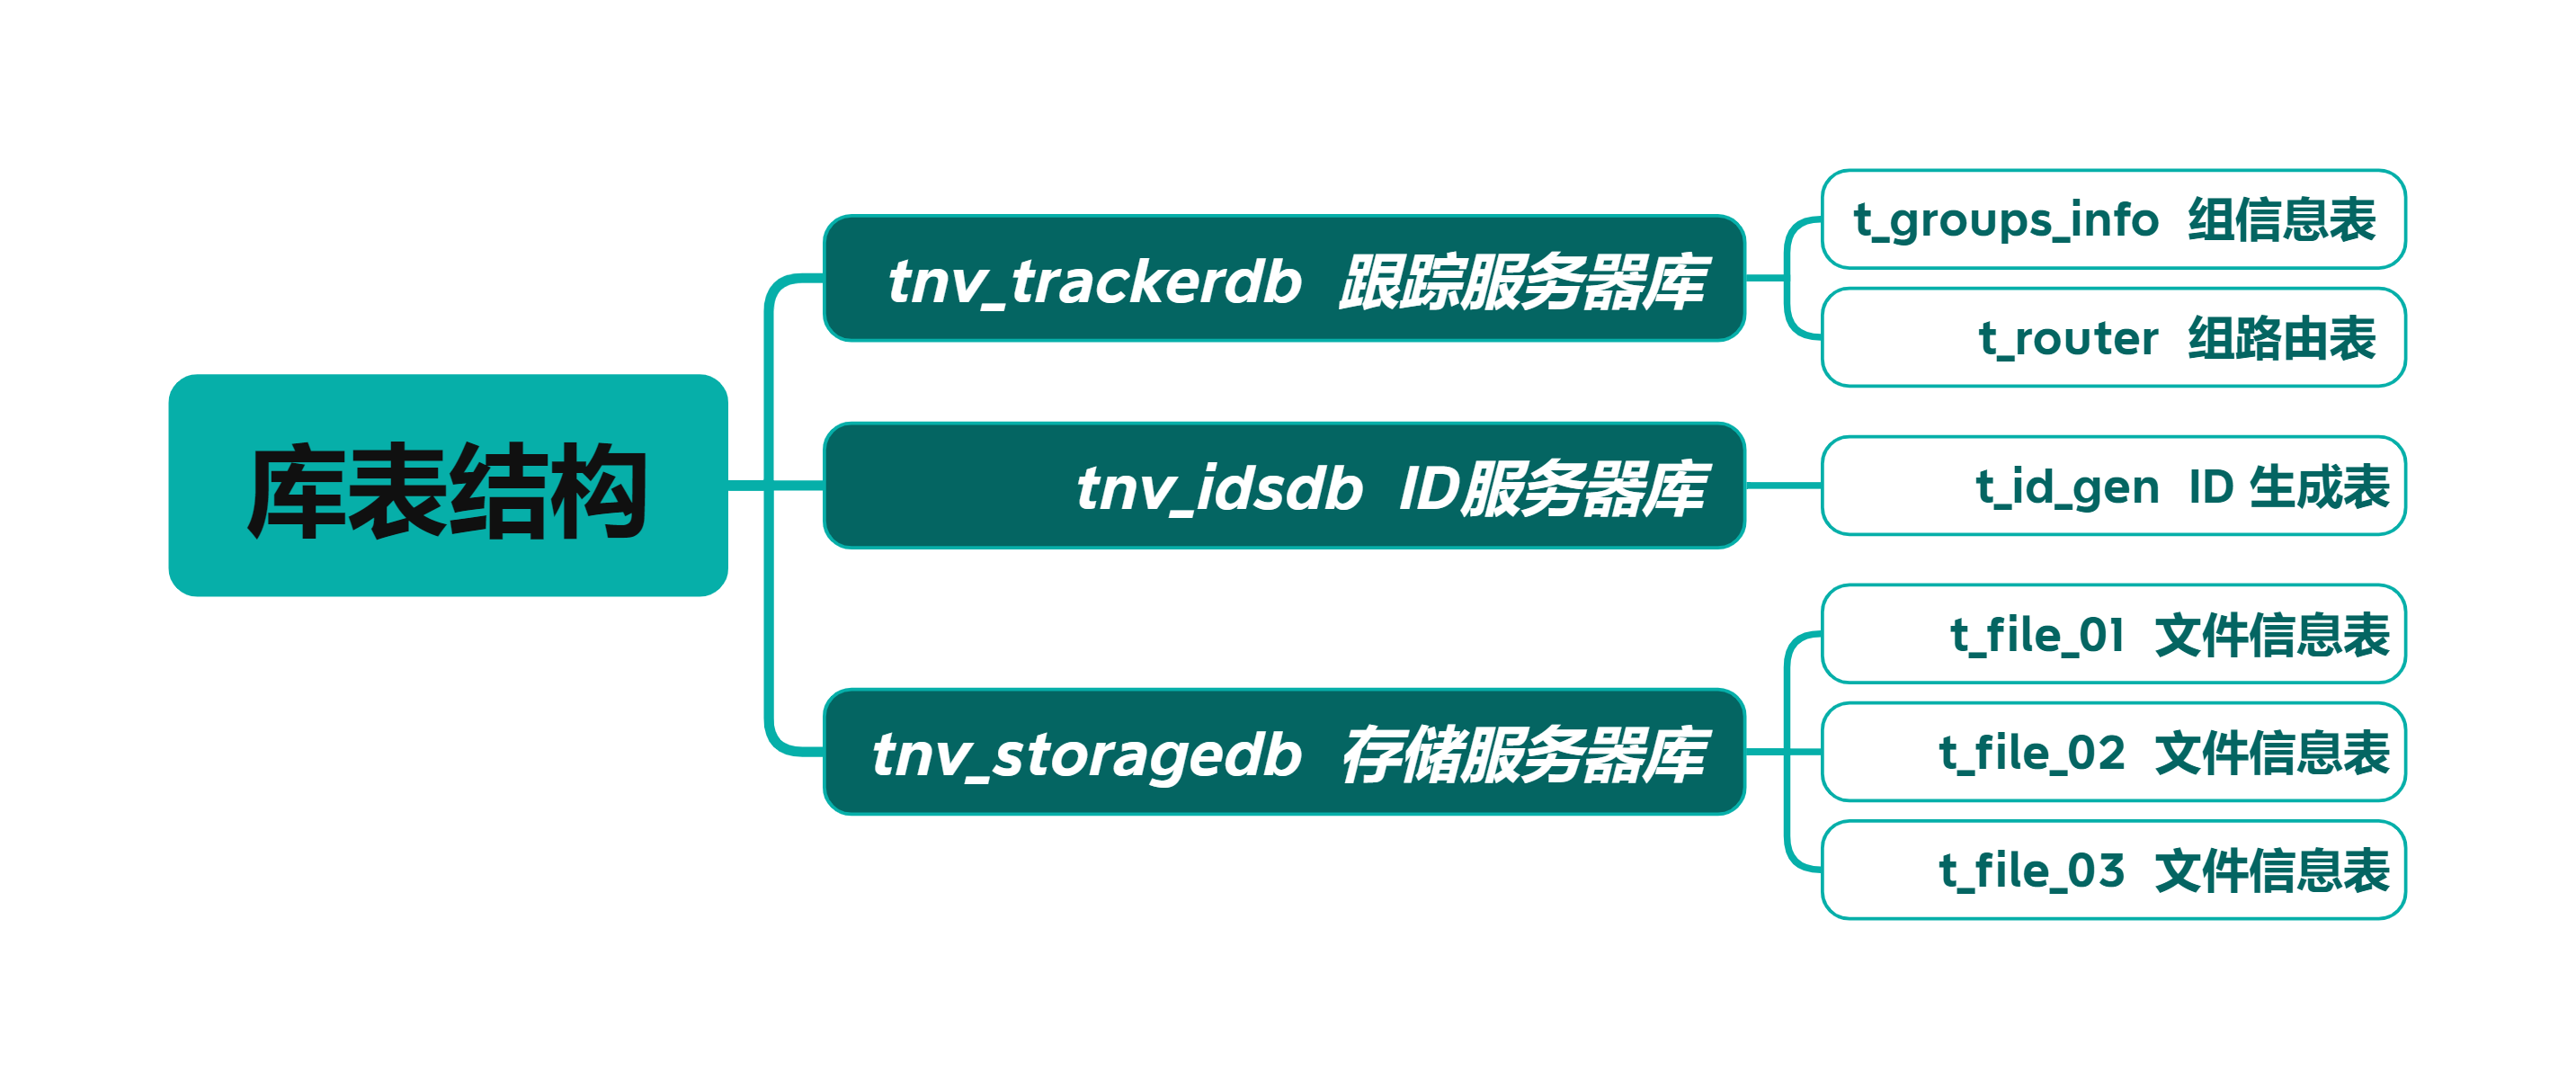 库表结构
tnv_trackerdb 跟踪服务器库
t_groups_info 组信息表
t_router 组路由表
tnv_idsdb ID服务器库
t_id_gen ID 生成表
tnv_storagedb 存储服务器库
t_file_01 文件信息表
t_file_02 文件信息表
t_file_03 文件信息表